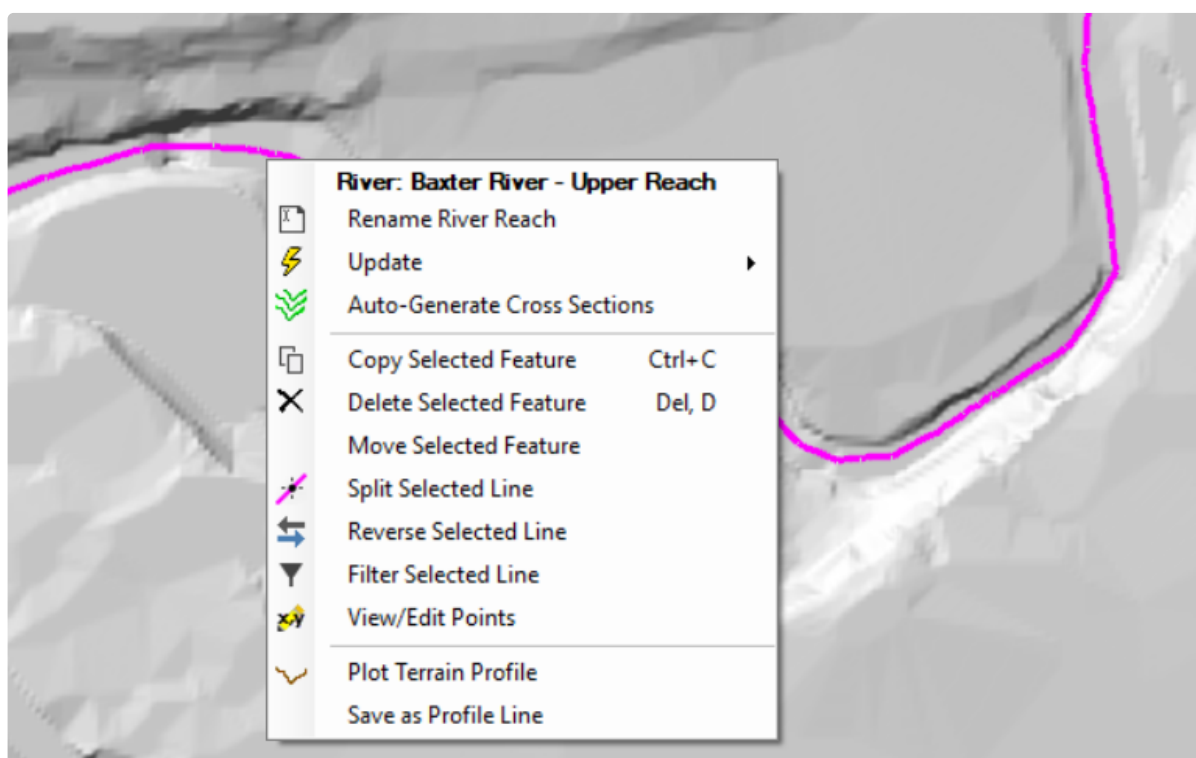 River: Baxter River - Upper Reach
Rename River Reach
Update
Auto-Generate Cross Sections
Copy Selected Feature Ctrl+C
Delete Selected Feature Del, D
Move Selected Feature
Split Selected Line
Reverse Selected Line
Filter Selected Line
x,y View/Edit Points
Plot Terrain Profile
Save as Profile Line